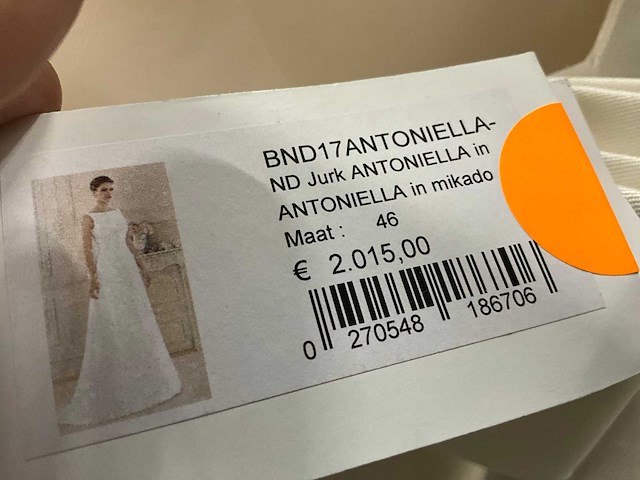 BND17ANTONIELLA-
ND Jurk ANTONIELLA in
ANTONIELLA in mikado
Maat : 46
€ 2.015,00
0 270548 186706